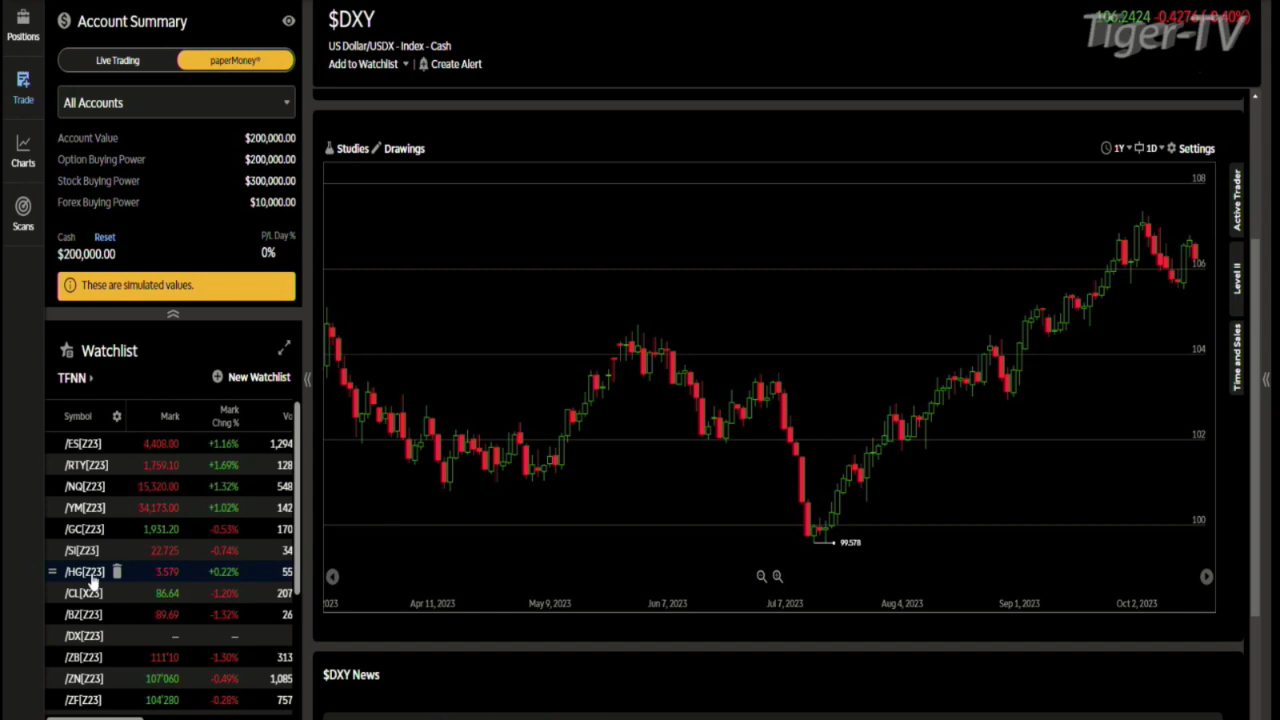 Positions
Trade
Charts
Scans
Account Summary
Live Trading
paperMoney®
All Accounts
Account Value $200,000.00
Option Buying Power $200,000.00
Stock Buying Power $300,000.00
Forex Buying Power $10,000.00
Cash Reset P/L Day %
$200,000.00 0%
These are simulated values.
Watchlist
TFNN
New Watchlist
Symbol Mark Mark Chng % Vo
/ES[Z23] 4,408.00 +1.16% 1,294
/RTY[Z23] 1,759.10 +1.69% 128
/NQ[Z23] 15,320.00 +1.32% 548
/YM[Z23] 34,173.00 +1.02% 142
/GC[Z23] 1,931.20 -0.53% 170
/SI[Z23] 22.725 -0.74% 34
/HG[Z23] 3.579 +0.22% 55
/CL[X23] 86.64 -1.20% 207
/BZ[Z23] 89.69 -1.32% 26
/DX[Z23] — —
/ZB[Z23] 111'10 -1.30% 313
/ZN[Z23] 107'060 -0.49% 1,085
/ZF[Z23] 104'280 -0.28% 757
$DXY
US Dollar/USDX - Index - Cash
Add to Watchlist | Create Alert
106.2424 -0.4276 (-0.40%)
Tiger-TV
Studies Drawings
1Y 1D Settings
108
106
104
102
100
99.578
2023 Apr 11, 2023 May 9, 2023 Jun 7, 2023 Jul 7, 2023 Aug 4, 2023 Sep 1, 2023 Oct 2, 2023
Active Trader
Level II
Time and Sales
$DXY News